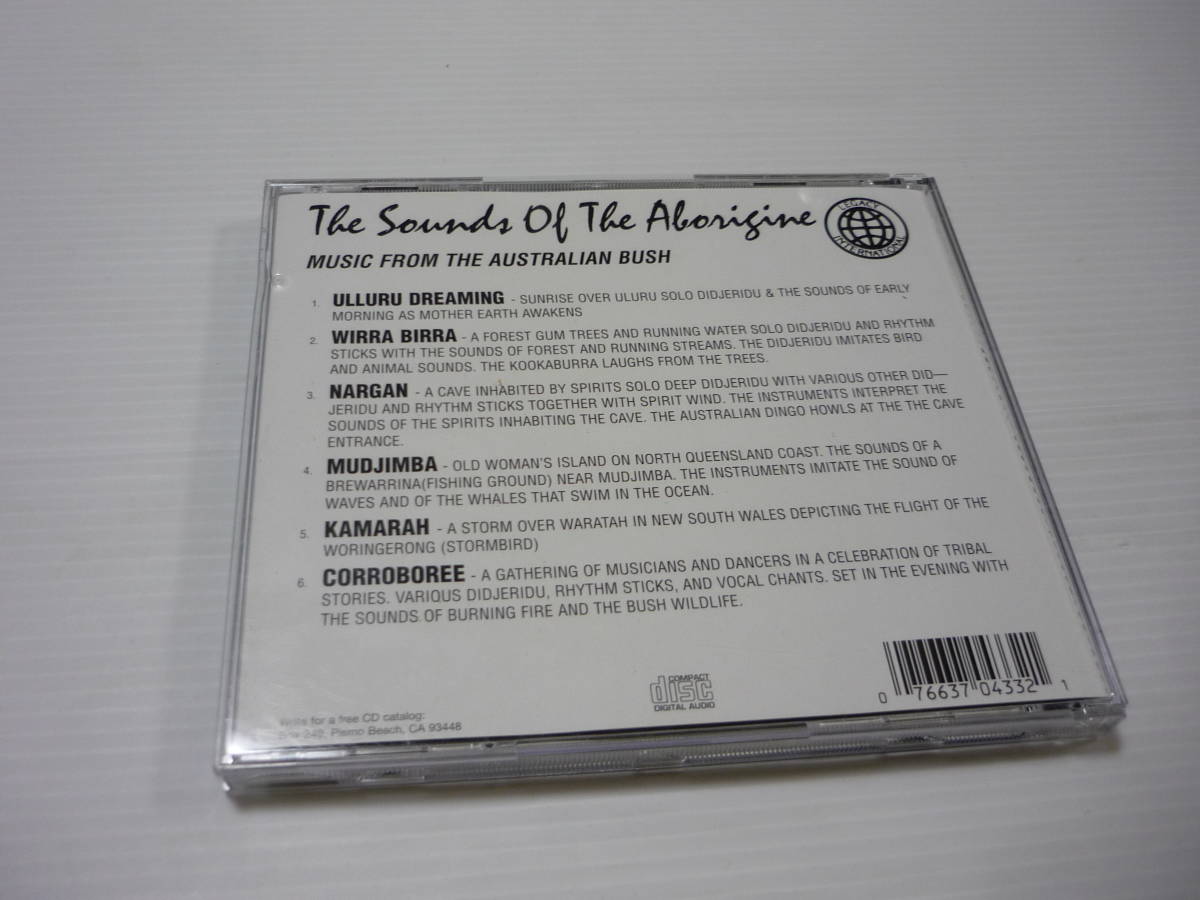 The Sounds Of The Aborigine
LEGACY
INTERNATIONAL
MUSIC FROM THE AUSTRALIAN BUSH
1. ULLURU DREAMING - SUNRISE OVER ULURU SOLO DIDJERIDU & THE SOUNDS OF EARLY
MORNING AS MOTHER EARTH AWAKENS
2. WIRRA BIRRA - A FOREST GUM TREES AND RUNNING WATER SOLO DIDJERIDU AND RHYTHM
STICKS WITH THE SOUNDS OF FOREST AND RUNNING STREAMS. THE DIDJERIDU IMITATES BIRD
AND ANIMAL SOUNDS. THE KOOKABURRA LAUGHS FROM THE TREES.
3. NARGAN - A CAVE INHABITED BY SPIRITS SOLO DEEP DIDJERIDU WITH VARIOUS OTHER DID—
JERIDU AND RHYTHM STICKS TOGETHER WITH SPIRIT WIND. THE INSTRUMENTS INTERPRET THE
SOUNDS OF THE SPIRITS INHABITING THE CAVE. THE AUSTRALIAN DINGO HOWLS AT THE THE CAVE
ENTRANCE.
4. MUDJIMBA - OLD WOMAN'S ISLAND ON NORTH QUEENSLAND COAST. THE SOUNDS OF A
BREWARRINA(FISHING GROUND) NEAR MUDJIMBA. THE INSTRUMENTS IMITATE THE SOUND OF
WAVES AND OF THE WHALES THAT SWIM IN THE OCEAN.
5. KAMARAH - A STORM OVER WARATAH IN NEW SOUTH WALES DEPICTING THE FLIGHT OF THE
WORINGERONG (STORMBIRD)
6. CORROBOREE - A GATHERING OF MUSICIANS AND DANCERS IN A CELEBRATION OF TRIBAL
STORIES. VARIOUS DIDJERIDU, RHYTHM STICKS, AND VOCAL CHANTS. SET IN THE EVENING WITH
THE SOUNDS OF BURNING FIRE AND THE BUSH WILDLIFE.
COMPACT
disc
DIGITAL AUDIO
0 76637 04332 1
Write for a free CD catalog:
Box 242, Pismo Beach, CA 93448